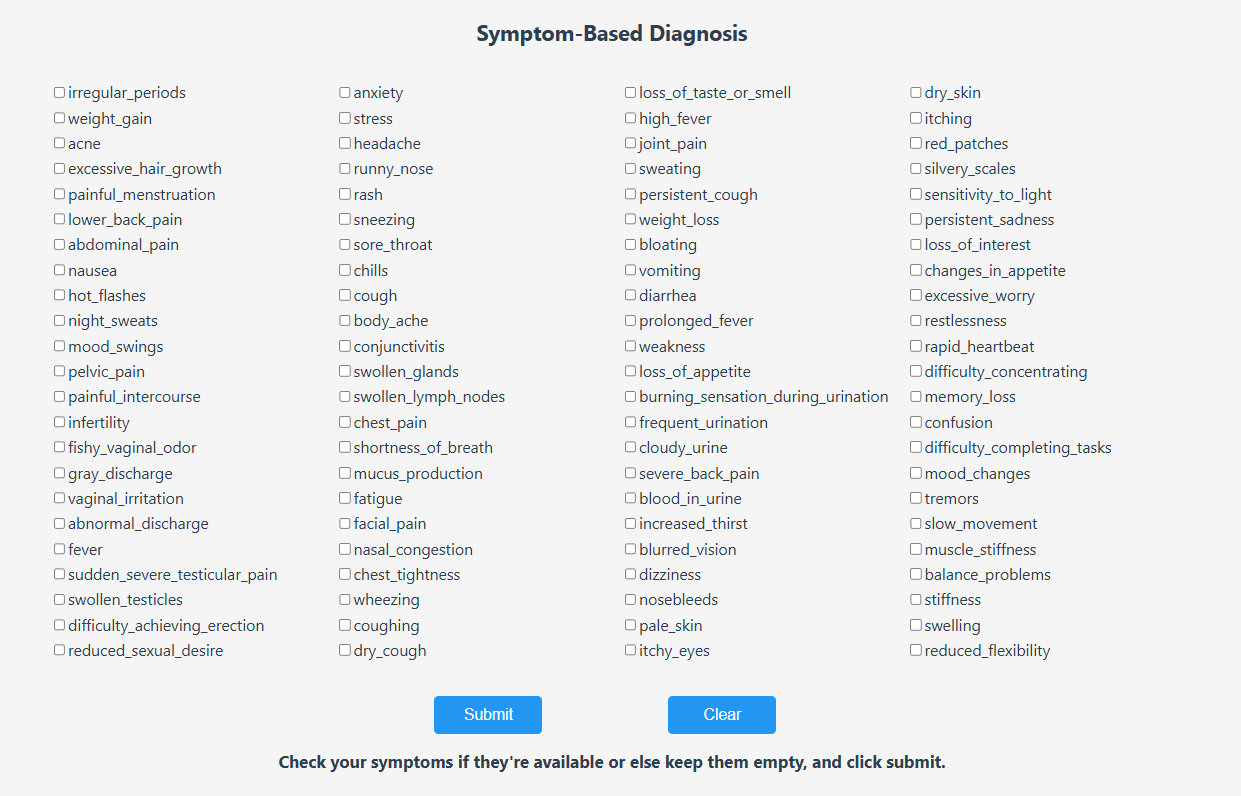 Symptom-Based Diagnosis
irregular_periods
weight_gain
acne
excessive_hair_growth
painful_menstruation
lower_back_pain
abdominal_pain
nausea
hot_flashes
night_sweats
mood_swings
pelvic_pain
painful_intercourse
infertility
fishy_vaginal_odor
gray_discharge
vaginal_irritation
abnormal_discharge
fever
sudden_severe_testicular_pain
swollen_testicles
difficulty_achieving_erection
reduced_sexual_desire
anxiety
stress
headache
runny_nose
rash
sneezing
sore_throat
chills
cough
body_ache
conjunctivitis
swollen_glands
swollen_lymph_nodes
chest_pain
shortness_of_breath
mucus_production
fatigue
facial_pain
nasal_congestion
chest_tightness
wheezing
coughing
dry_cough
loss_of_taste_or_smell
high_fever
joint_pain
sweating
persistent_cough
weight_loss
bloating
vomiting
diarrhea
prolonged_fever
weakness
loss_of_appetite
burning_sensation_during_urination
frequent_urination
cloudy_urine
severe_back_pain
blood_in_urine
increased_thirst
blurred_vision
dizziness
nosebleeds
pale_skin
itchy_eyes
dry_skin
itching
red_patches
silvery_scales
sensitivity_to_light
persistent_sadness
loss_of_interest
changes_in_appetite
excessive_worry
restlessness
rapid_heartbeat
difficulty_concentrating
memory_loss
confusion
difficulty_completing_tasks
mood_changes
tremors
slow_movement
muscle_stiffness
balance_problems
stiffness
swelling
reduced_flexibility
Submit
Clear
Check your symptoms if they're available or else keep them empty, and click submit.